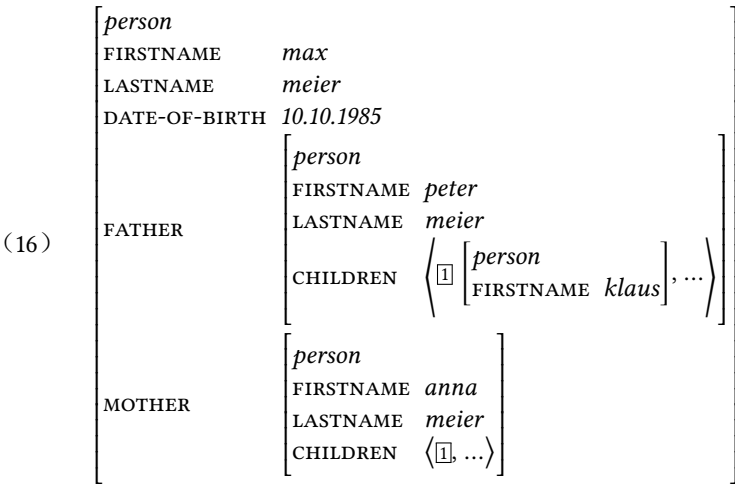 person
FIRSTNAME max
LASTNAME meier
DATE-OF-BIRTH 10.10.1985
person
FIRSTNAME peter
LASTNAME meier
（16） FATHER
CHILDREN ⟨ 1 [person
FIRSTNAME klaus], ...⟩
person
FIRSTNAME anna
MOTHER
LASTNAME meier
CHILDREN ⟨1, ...⟩